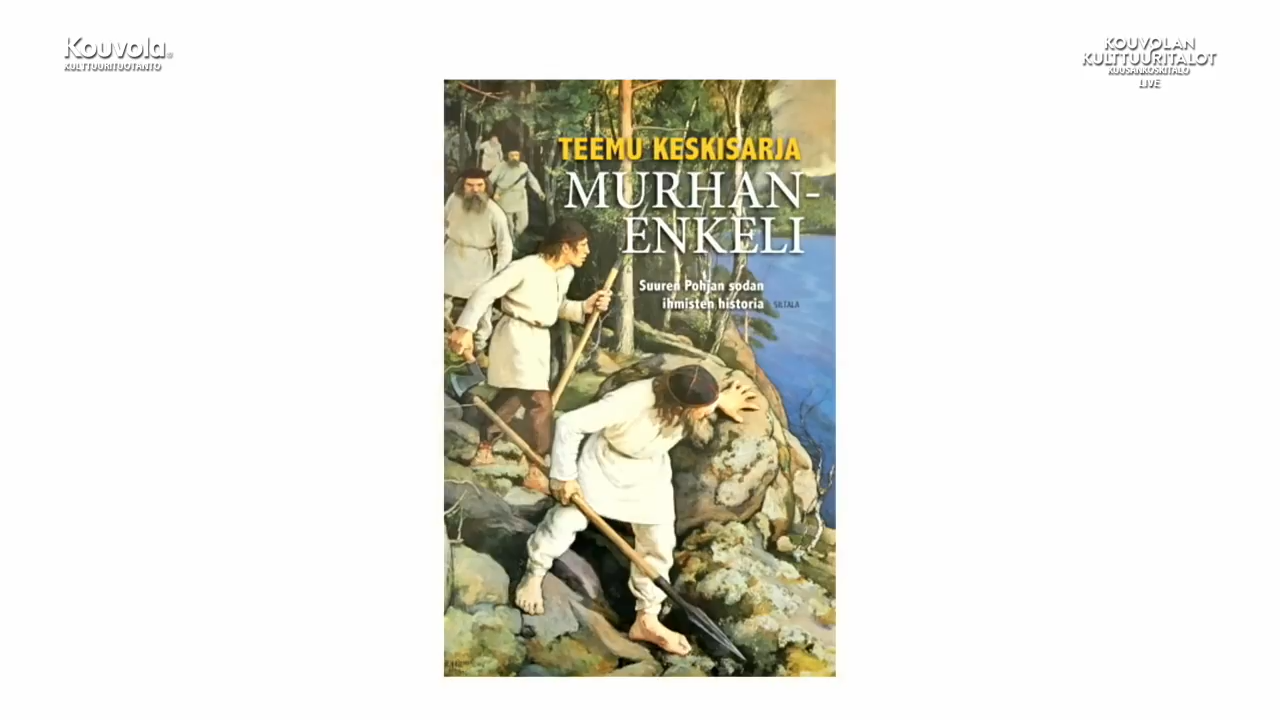 Kouvola
KULTTUURITUOTANTO
KOUVOLAN
KULTTUURITALOT
KUUSANKOSKITALO
LIVE
TEEMU KESKISARJA
MURHAN-
ENKELI
Suuren Pohjan sodan
ihmisten historia
SILTALA